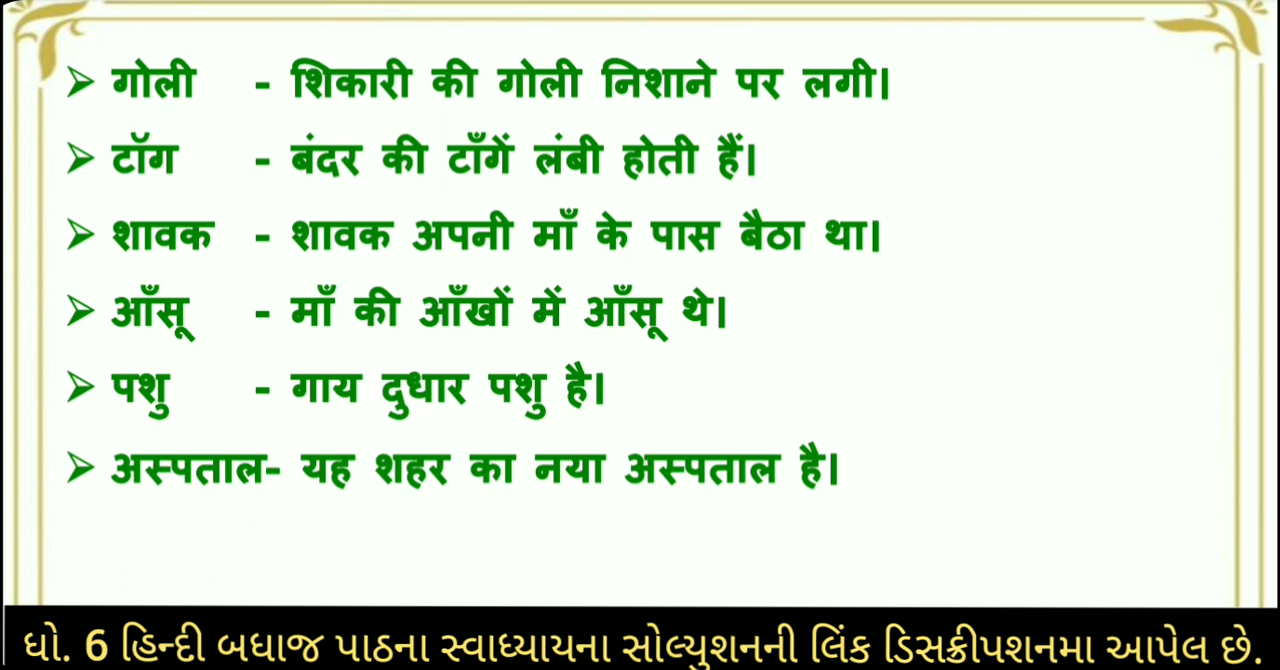 ➢ गोली - शिकारी की गोली निशाने पर लगी।
➢ टॉग - बंदर की टाँगें लंबी होती हैं।
➢ शावक - शावक अपनी माँ के पास बैठा था।
➢ आँसू - माँ की आँखों में आँसू थे।
➢ पशु - गाय दुधार पशु है।
➢ अस्पताल- यह शहर का नया अस्पताल है।
ધો. 6 હિન્દી બધાજ પાઠના સ્વાધ્યાયના સોલ્યુશનની લિંક ડિસક્રીપશનમા આપેલ છે.